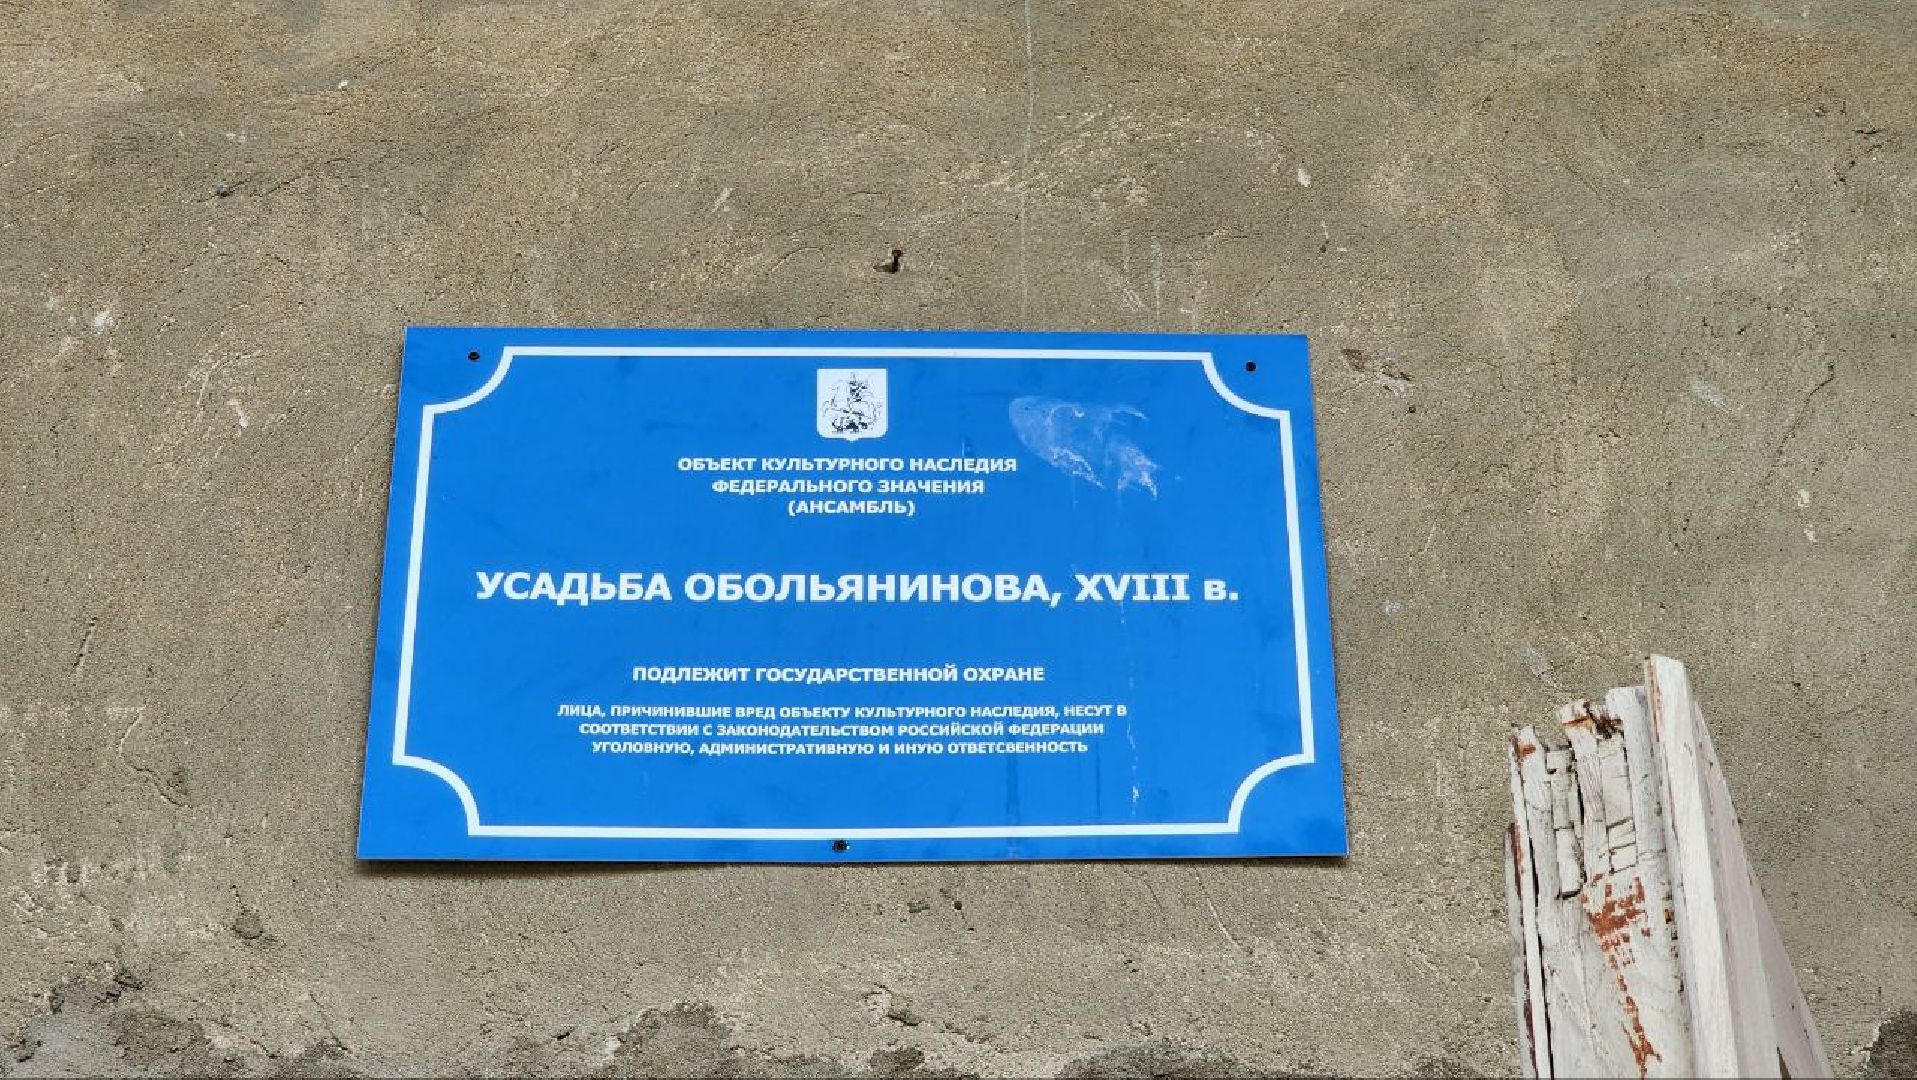 ОБЪЕКТ КУЛЬТУРНОГО НАСЛЕДИЯ
ФЕДЕРАЛЬНОГО ЗНАЧЕНИЯ
(АНСАМБЛЬ)
УСАДЬБА ОБОЛЬЯНИНОВА, XVIII в.
ПОДЛЕЖИТ ГОСУДАРСТВЕННОЙ ОХРАНЕ
ЛИЦА, ПРИЧИНИВШИЕ ВРЕД ОБЪЕКТУ КУЛЬТУРНОГО НАСЛЕДИЯ, НЕСУТ В
СООТВЕТСТВИИ С ЗАКОНОДАТЕЛЬСТВОМ РОССИЙСКОЙ ФЕДЕРАЦИИ
УГОЛОВНУЮ, АДМИНИСТРАТИВНУЮ И ИНУЮ ОТВЕТСВЕННОСТЬ